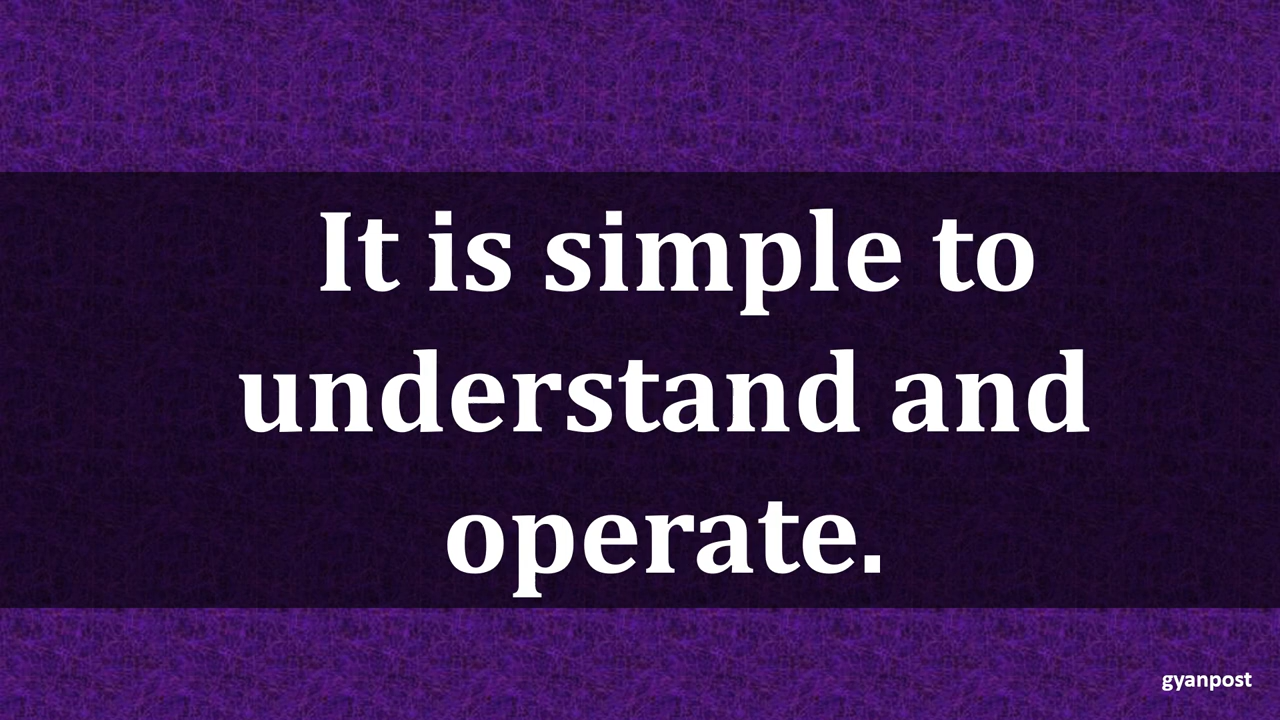 It is simple to
understand and
operate.
gyanpost